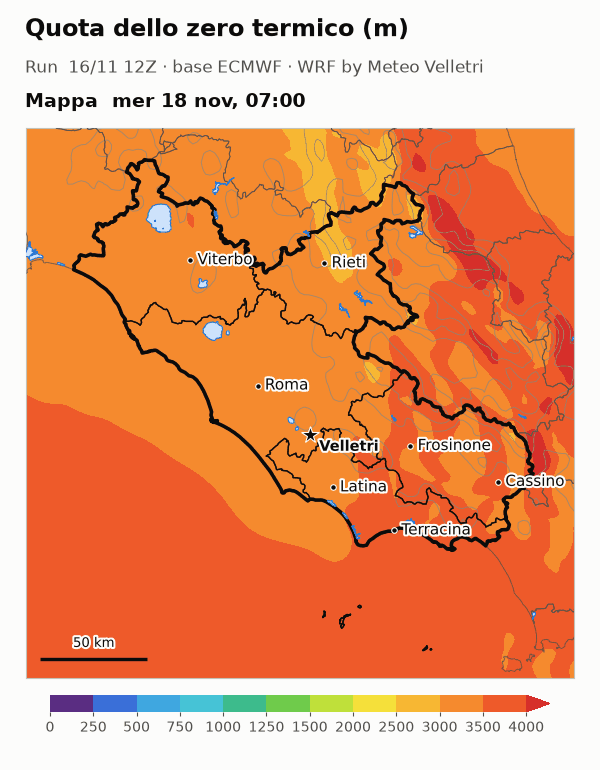 Quota dello zero termico (m)
Run  16/11 12Z · base ECMWF · WRF by Meteo Velletri
Mappa  mer 18 nov, 07:00
Viterbo
Rieti
Roma
Velletri
Frosinone
Cassino
Latina
Terracina
50 km
0 250 500 750 1000 1250 1500 2000 2500 3000 3500 4000